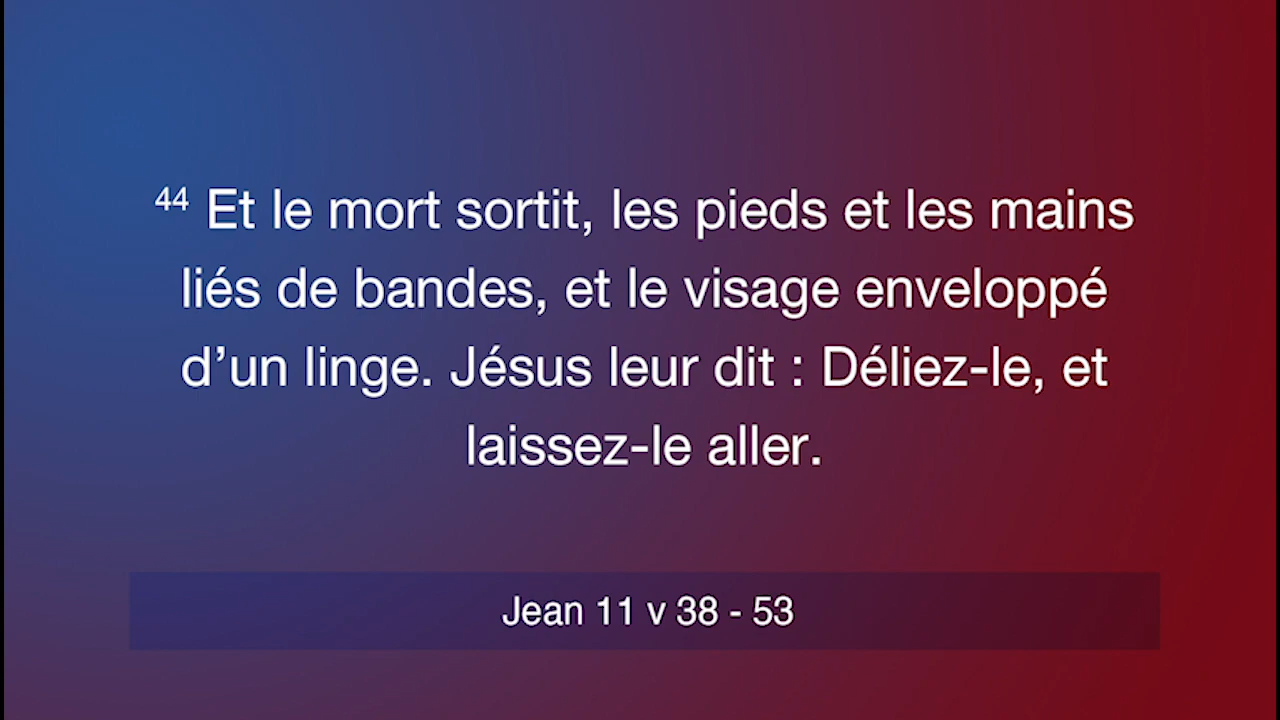 44 Et le mort sortit, les pieds et les mains
liés de bandes, et le visage enveloppé
d’un linge. Jésus leur dit : Déliez-le, et
laissez-le aller.
Jean 11 v 38 - 53